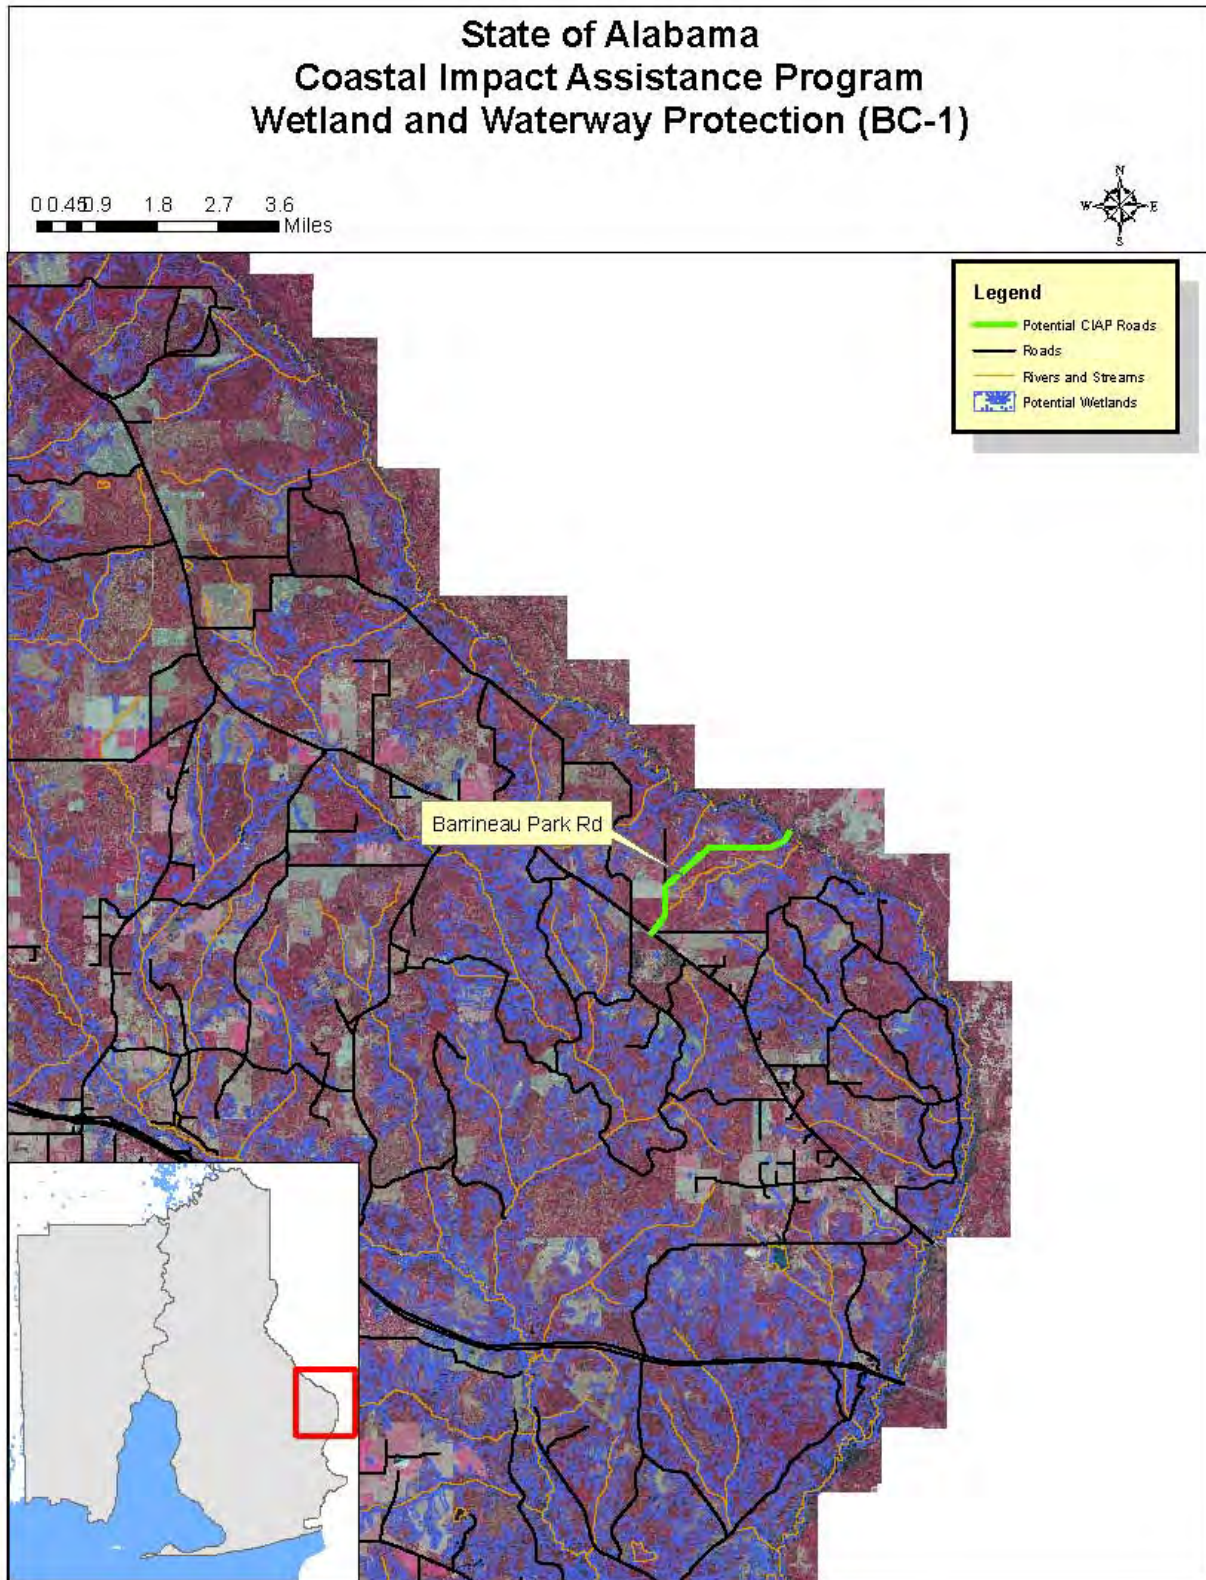 State of Alabama
Coastal Impact Assistance Program
Wetland and Waterway Protection (BC-1)
0 0.45 0.9 1.8 2.7 3.6
Miles
N
W E
S
Legend
Potential CIAP Roads
Roads
Rivers and Streams
Potential Wetlands
Barrineau Park Rd